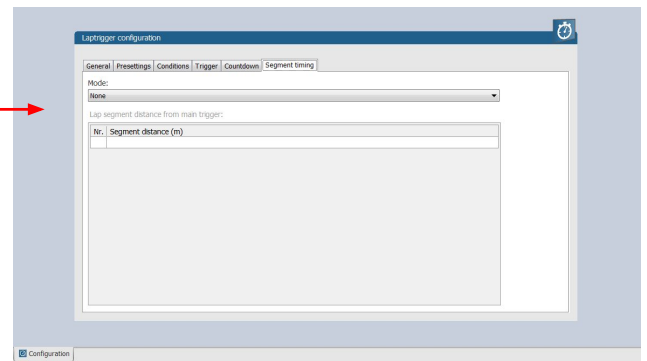 Laptrigger configuration
General Presettings Conditions Trigger Countdown Segment timing
Mode:
None
Lap segment distance from main trigger:
Nr. Segment distance (m)
Configuration